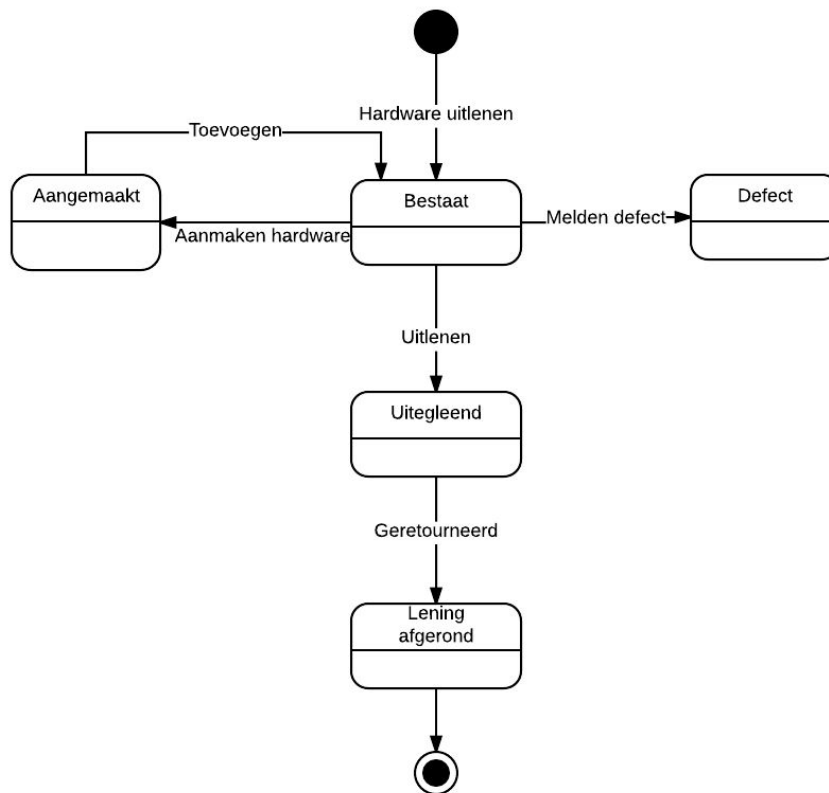 Hardware uitlenen
Toevoegen
Aangemaakt
Bestaat
Defect
Melden defect
Aanmaken hardware
Uitlenen
Uitegleend
Geretourneerd
Lening
afgerond